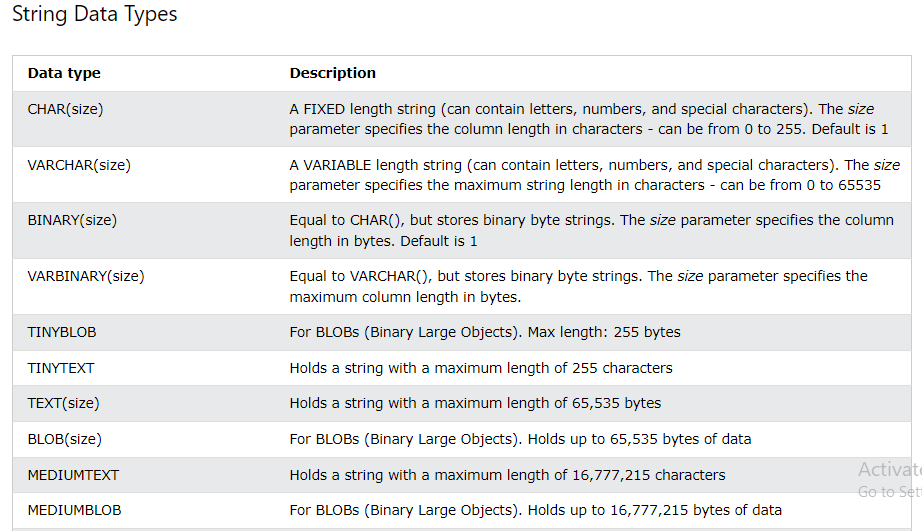 String Data Types
Data type Description
CHAR(size) A FIXED length string (can contain letters, numbers, and special characters). The size
parameter specifies the column length in characters - can be from 0 to 255. Default is 1
VARCHAR(size) A VARIABLE length string (can contain letters, numbers, and special characters). The size
parameter specifies the maximum string length in characters - can be from 0 to 65535
BINARY(size) Equal to CHAR(), but stores binary byte strings. The size parameter specifies the column
length in bytes. Default is 1
VARBINARY(size) Equal to VARCHAR(), but stores binary byte strings. The size parameter specifies the
maximum column length in bytes.
TINYBLOB For BLOBs (Binary Large Objects). Max length: 255 bytes
TINYTEXT Holds a string with a maximum length of 255 characters
TEXT(size) Holds a string with a maximum length of 65,535 bytes
BLOB(size) For BLOBs (Binary Large Objects). Holds up to 65,535 bytes of data
MEDIUMTEXT Holds a string with a maximum length of 16,777,215 characters
Activate
MEDIUMBLOB For BLOBs (Binary Large Objects). Holds up to 16,777,215 bytes of data
Go to Set